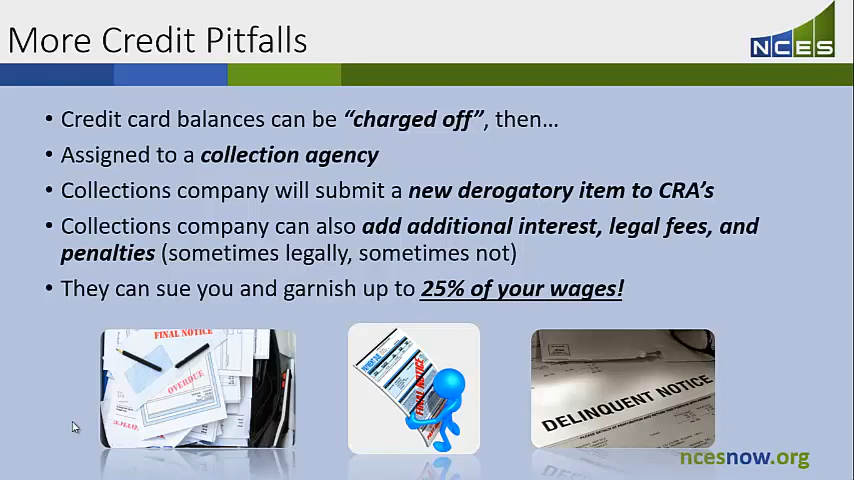 More Credit Pitfalls
NCES
• Credit card balances can be “charged off”, then…
• Assigned to a collection agency
• Collections company will submit a new derogatory item to CRA’s
• Collections company can also add additional interest, legal fees, and
penalties (sometimes legally, sometimes not)
• They can sue you and garnish up to 25% of your wages!
FINAL NOTICE
OVERDUE
FINAL NOTICE
DELINQUENT NOTICE
ncesnow.org